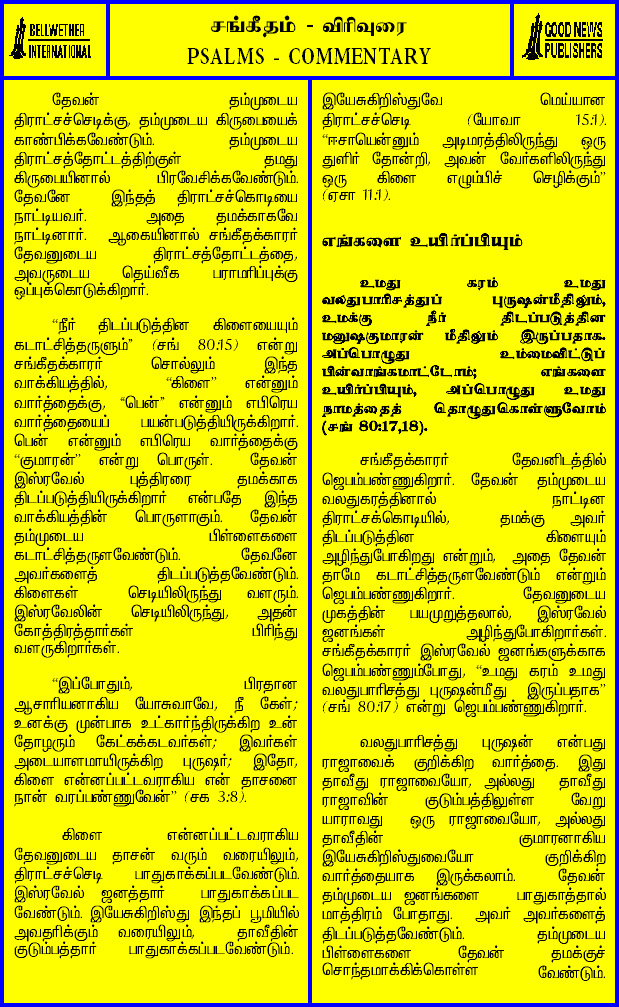 BELLWETHER
INTERNATIONAL
சங்கீதம் - விரிவுரை
PSALMS - COMMENTARY
GOOD NEWS
PUBLISHERS
தேவன் தம்முடைய
திராட்சச்செடிக்கு, தம்முடைய கிருபையைக்
காண்பிக்கவேண்டும். தம்முடைய
திராட்சத்தோட்டத்திற்குள் தமது
கிருபையினால் பிரவேசிக்கவேண்டும்.
தேவனே இந்தத் திராட்சக்கொடியை
நாட்டியவர். அதை தமக்காகவே
நாட்டினார். ஆகையினால் சங்கீதக்காரர்
தேவனுடைய திராட்சத்தோட்டத்தை,
அவருடைய தெய்வீக பராமரிப்புக்கு
ஒப்புக்கொடுக்கிறார்.
“நீர் திடப்படுத்தின கிளையையும்
கடாட்சித்தருளும்” (சங் 80:15) என்று
சங்கீதக்காரர் சொல்லும் இந்த
வாக்கியத்தில், “கிளை” என்னும்
வார்த்தைக்கு, “பென்” என்னும் எபிரெய
வார்த்தையைப் பயன்படுத்தியிருக்கிறார்.
பென் என்னும் எபிரெய வார்த்தைக்கு
“குமாரன்” என்று பொருள். தேவன்
இஸ்ரவேல் புத்திரரை தமக்காக
திடப்படுத்தியிருக்கிறார் என்பதே இந்த
வாக்கியத்தின் பொருளாகும். தேவன்
தம்முடைய பிள்ளைகளை
கடாட்சித்தருளவேண்டும். தேவனே
அவர்களைத் திடப்படுத்தவேண்டும்.
கிளைகள் செடியிலிருந்து வளரும்.
இஸ்ரவேலின் செடியிலிருந்து, அதன்
கோத்திரத்தார்கள் பிரிந்து
வளருகிறார்கள்.
“இப்போதும், பிரதான
ஆசாரியனாகிய யோசுவாவே, நீ கேள்;
உனக்கு முன்பாக உட்கார்ந்திருக்கிற உன்
தோழரும் கேட்கக்கடவர்கள்; இவர்கள்
அடையாளமாயிருக்கிற புருஷர்; இதோ,
கிளை என்னப்பட்டவராகிய என் தாசனை
நான் வரப்பண்ணுவேன்” (சக 3:8).
கிளை என்னப்பட்டவராகிய
தேவனுடைய தாசன் வரும் வரையிலும்,
திராட்சச்செடி பாதுகாக்கப்படவேண்டும்.
இஸ்ரவேல் ஜனத்தார் பாதுகாக்கப்பட
வேண்டும். இயேசுகிறிஸ்து இந்தப் பூமியில்
அவதரிக்கும் வரையிலும், தாவீதின்
குடும்பத்தார் பாதுகாக்கப்படவேண்டும்.
இயேசுகிறிஸ்துவே மெய்யான
திராட்சச்செடி (யோவா 15:1).
“ஈசாயென்னும் அடிமரத்திலிருந்து ஒரு
துளிர் தோன்றி, அவன் வேர்களிலிருந்து
ஒரு கிளை எழும்பிச் செழிக்கும்”
(ஏசா 11:1).
எங்களை உயிர்ப்பியும்
உமது கரம் உமது
வலதுபாரிசத்துப் புருஷன்மீதிலும்,
உமக்கு நீர் திடப்படுத்தின
மனுஷகுமாரன் மீதிலும் இருப்பதாக.
அப்பொழுது உம்மைவிட்டுப்
பின்வாங்கமாட்டோம்; எங்களை
உயிர்ப்பியும், அப்பொழுது உமது
நாமத்தைத் தொழுதுகொள்ளுவோம்
(சங் 80:17,18).
சங்கீதக்காரர் தேவனிடத்தில்
ஜெபம்பண்ணுகிறார். தேவன் தம்முடைய
வலதுகரத்தினால் நாட்டின
திராட்சக்கொடியில், தமக்கு அவர்
திடப்படுத்தின கிளையும்
அழிந்துபோகிறது என்றும், அதை தேவன்
தாமே கடாட்சித்தருளவேண்டும் என்றும்
ஜெபம்பண்ணுகிறார். தேவனுடைய
முகத்தின் பயமுறுத்தலால், இஸ்ரவேல்
ஜனங்கள் அழிந்துபோகிறார்கள்.
சங்கீதக்காரர் இஸ்ரவேல் ஜனங்களுக்காக
ஜெபம்பண்ணும்போது, “உமது கரம் உமது
வலதுபாரிசத்து புருஷன்மீது இருப்பதாக”
(சங் 80:17) என்று ஜெபம்பண்ணுகிறார்.
வலதுபாரிசத்து புருஷன் என்பது
ராஜாவைக் குறிக்கிற வார்த்தை. இது
தாவீது ராஜாவையோ, அல்லது தாவீது
ராஜாவின் குடும்பத்திலுள்ள வேறு
யாராவது ஒரு ராஜாவையோ, அல்லது
தாவீதின் குமாரனாகிய
இயேசுகிறிஸ்துவையோ குறிக்கிற
வார்த்தையாக இருக்கலாம். தேவன்
தம்முடைய ஜனங்களை பாதுகாத்தால்
மாத்திரம் போதாது. அவர் அவர்களைத்
திடப்படுத்தவேண்டும். தம்முடைய
பிள்ளைகளை தேவன் தமக்குச்
சொந்தமாக்கிக்கொள்ள வேண்டும்.